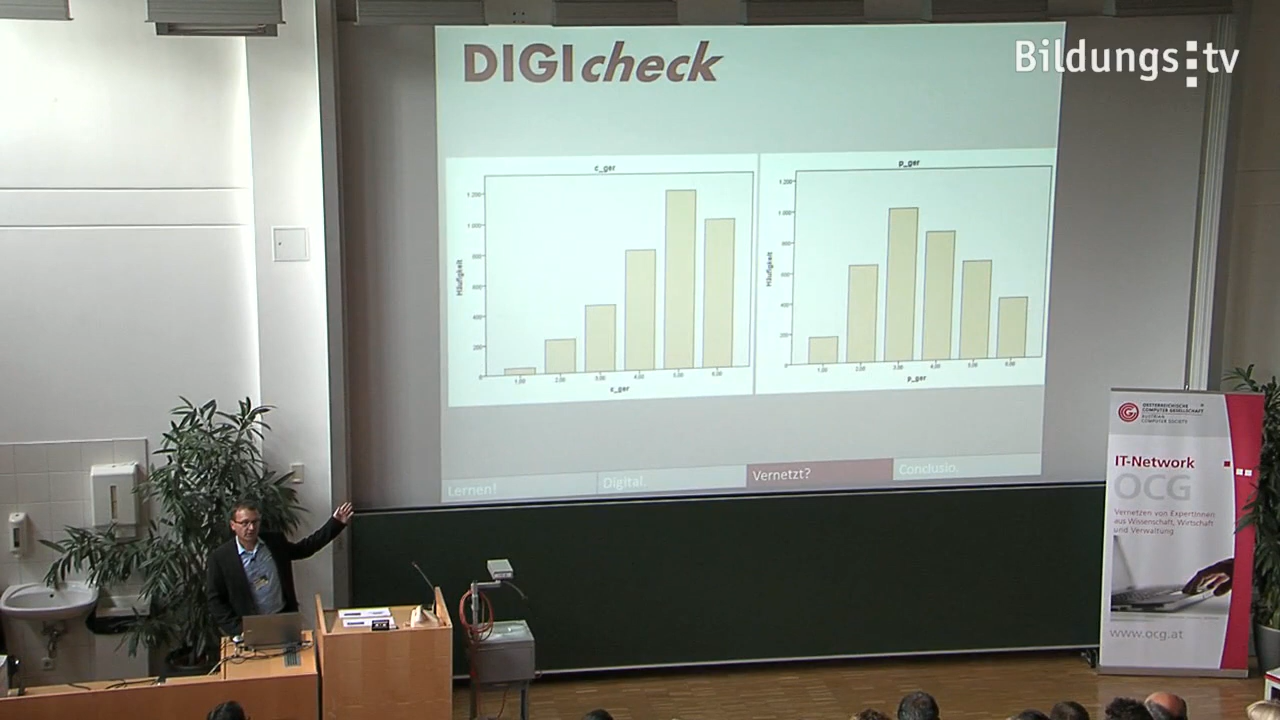 DIGIcheck
Bildungs:tv
c_ger
p_ger
1.200
1.000
800
600
400
200
0
Häufigkeit
1,00 2,00 3,00 4,00 5,00 6,00
c_ger
1.200
1.000
800
600
400
200
0
Häufigkeit
1,00 2,00 3,00 4,00 5,00 6,00
p_ger
Lernen!
Digital.
Vernetzt?
Conclusio.
OESTERREICHISCHE
COMPUTER GESELLSCHAFT
AUSTRIAN
COMPUTER SOCIETY
IT-Network
OCG
Vernetzen von ExpertInnen
aus Wissenschaft, Wirtschaft
und Verwaltung
www.ocg.at